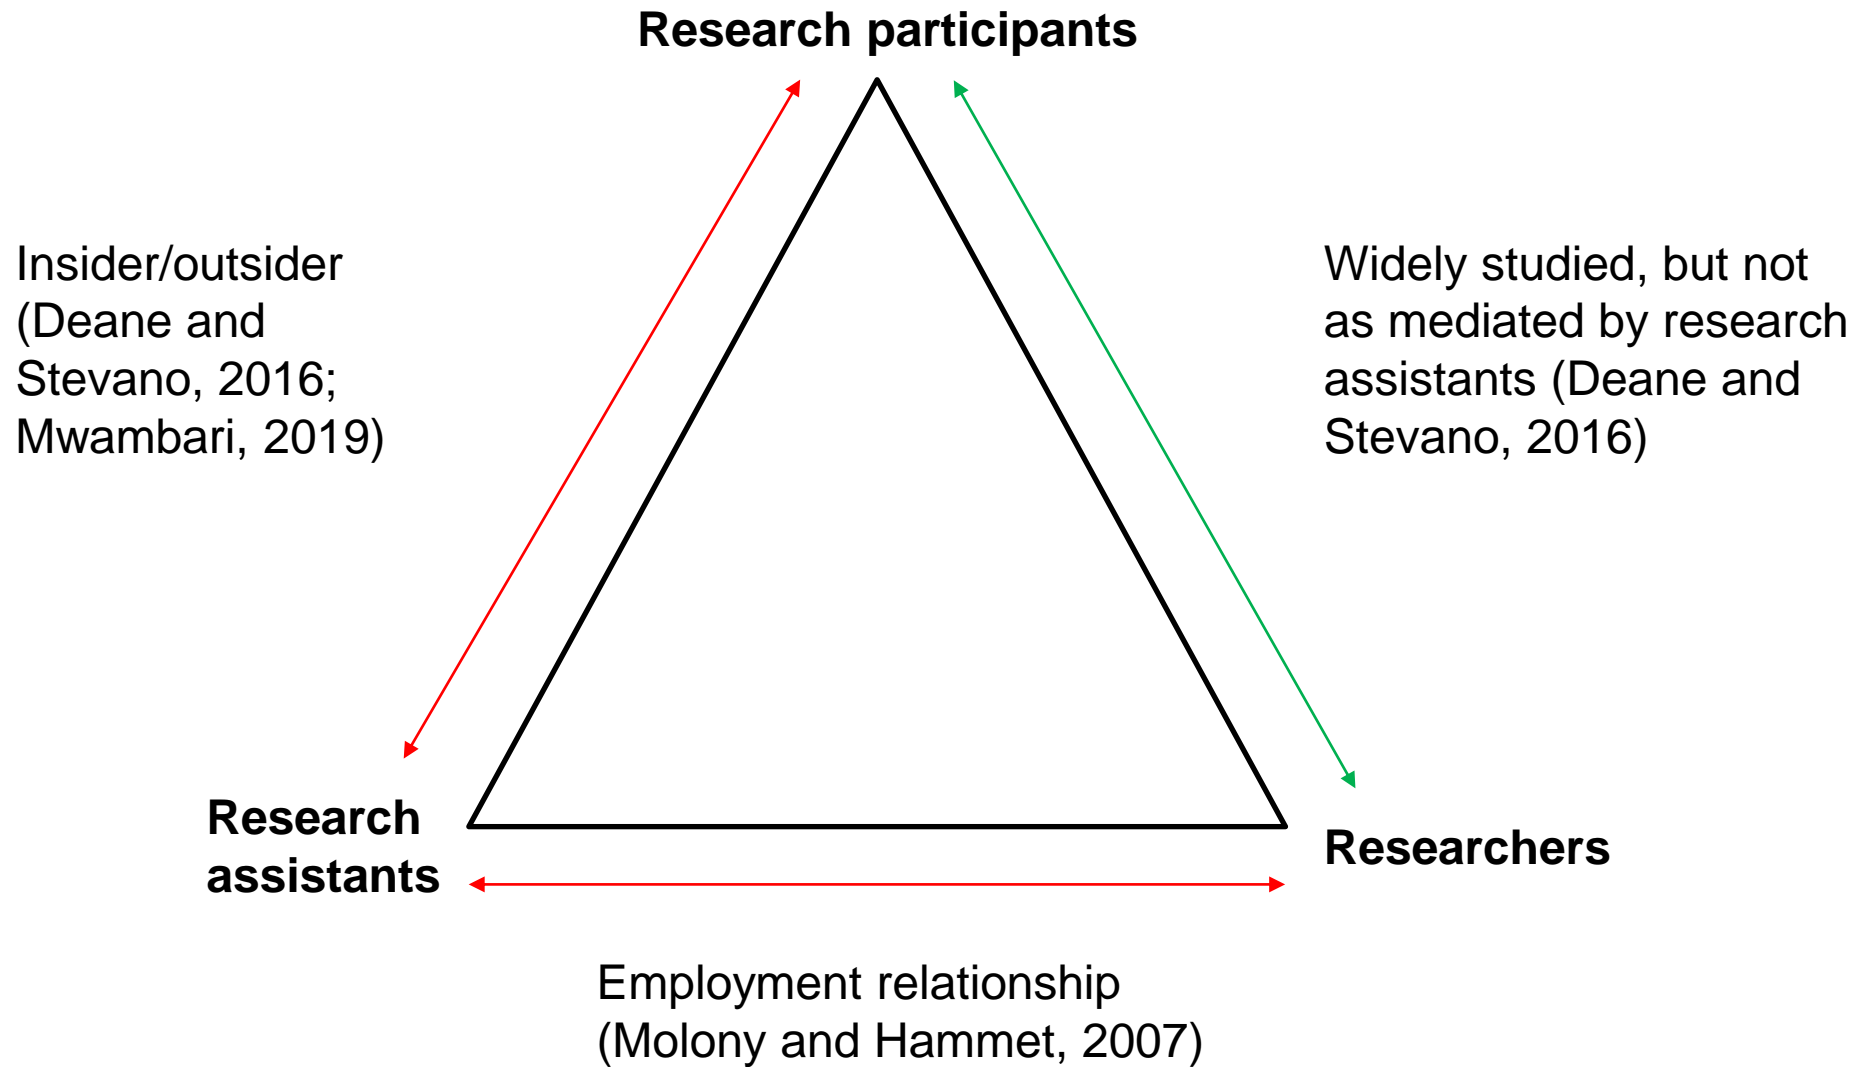 Research participants
Insider/outsider
(Deane and
Stevano, 2016;
Mwambari, 2019)
Widely studied, but not
as mediated by research
assistants (Deane and
Stevano, 2016)
Research
assistants
Researchers
Employment relationship
(Molony and Hammet, 2007)